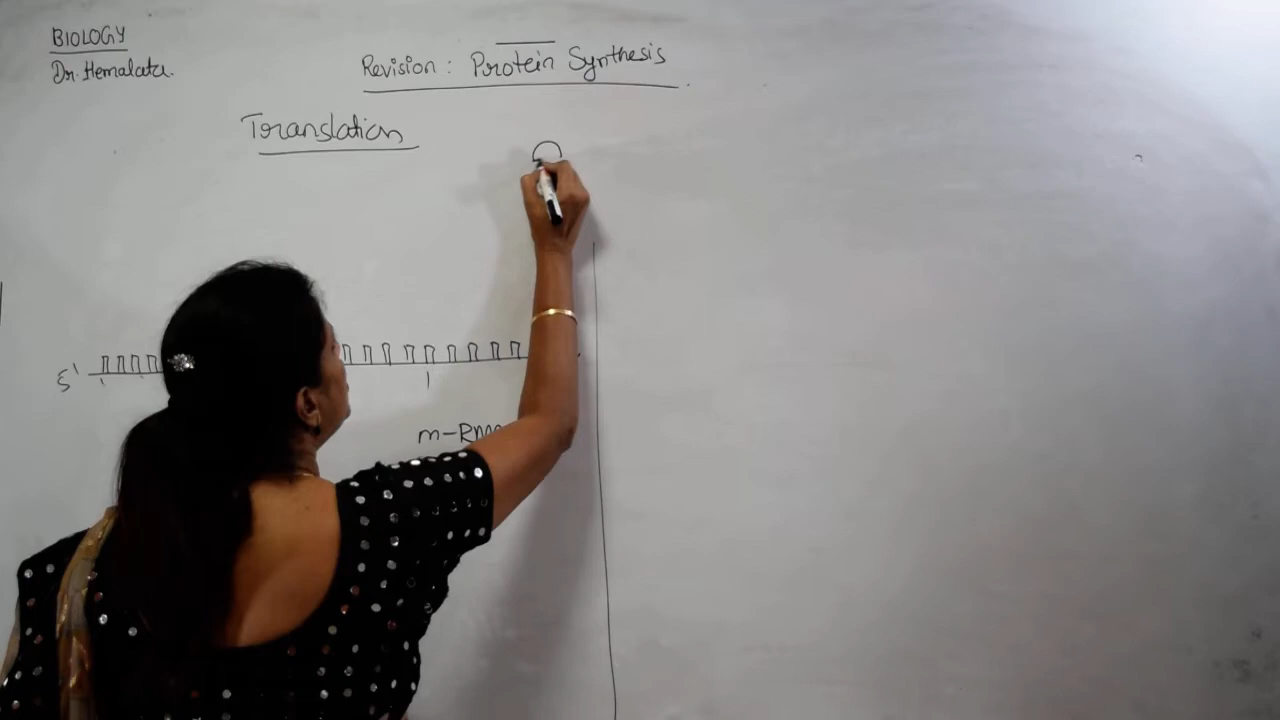 BIOLOGY
Dr. Hemalata.
Revision : Protein Synthesis
Translation
5'
m-RNA